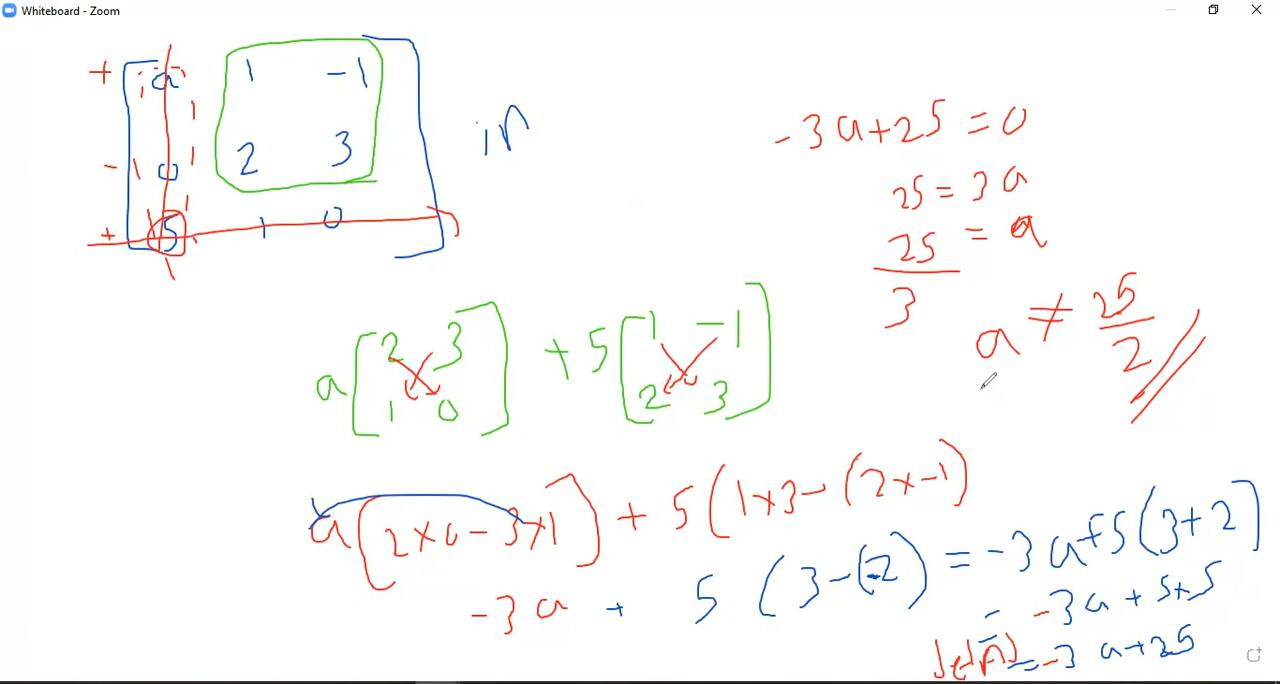 Whiteboard - Zoom
+ a 1 -1
- 0 2 3 in
+ 5 1 0
-3a+25 = 0
25 = 3a
25/3 = a
a ≠ 25/2
a [2 3 1 0] + 5 [1 -1 2 3]
a(2×0-3×1) + 5(1×3-(2×-1)
-3a + 5(3-(-2) = -3a+5(3+2)
= -3a+5×5
= -3a+25